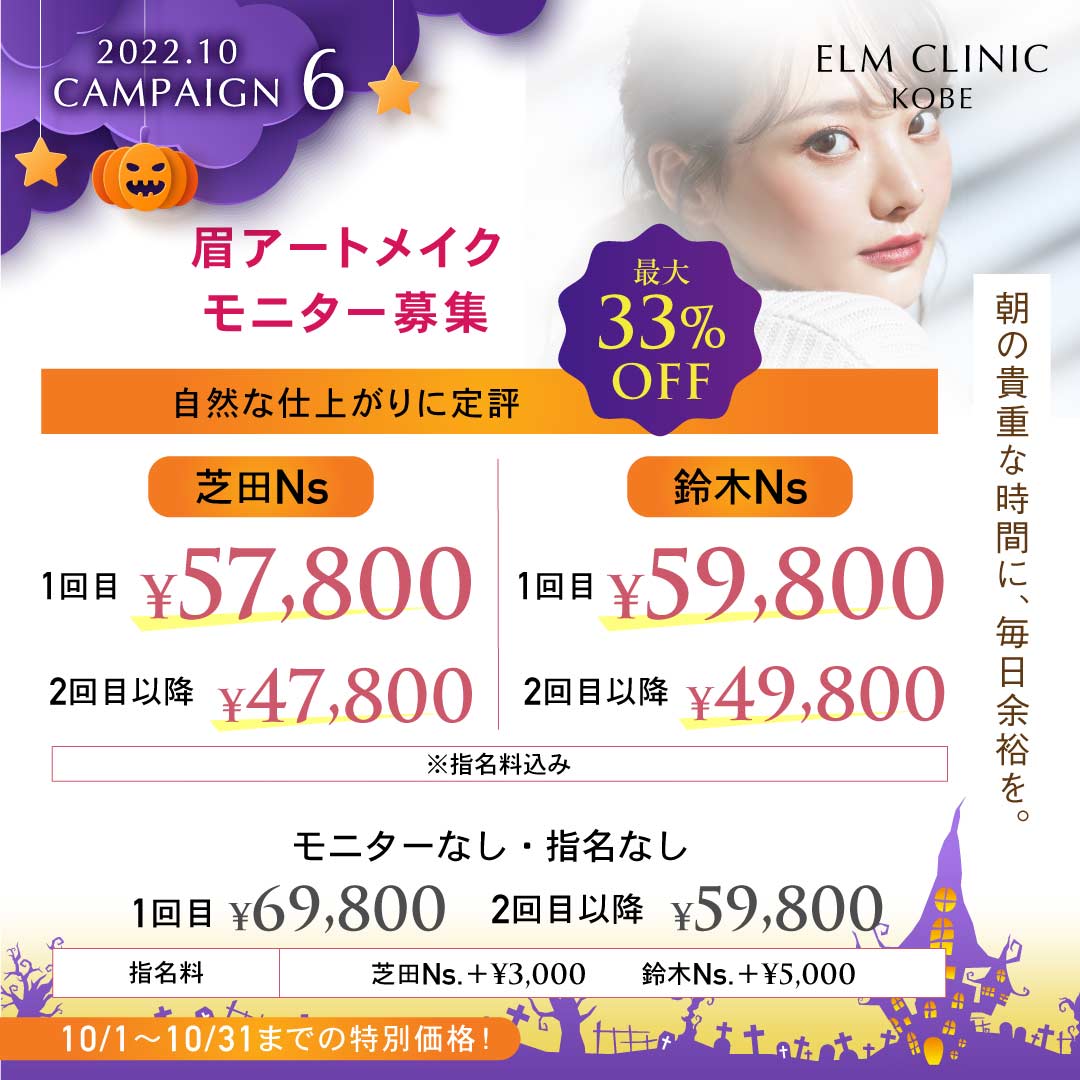 2022.10
CAMPAIGN 6
ELM CLINIC
KOBE
眉アートメイク
モニター募集
最大
33%
OFF
自然な仕上がりに定評
朝の貴重な時間に、毎日余裕を。
芝田Ns
1回目 ¥57,800
2回目以降 ¥47,800
鈴木Ns
1回目 ¥59,800
2回目以降 ¥49,800
※指名料込み
モニターなし・指名なし
1回目 ¥69,800 2回目以降 ¥59,800
指名料 芝田Ns.+¥3,000 鈴木Ns.+¥5,000
10/1〜10/31までの特別価格!